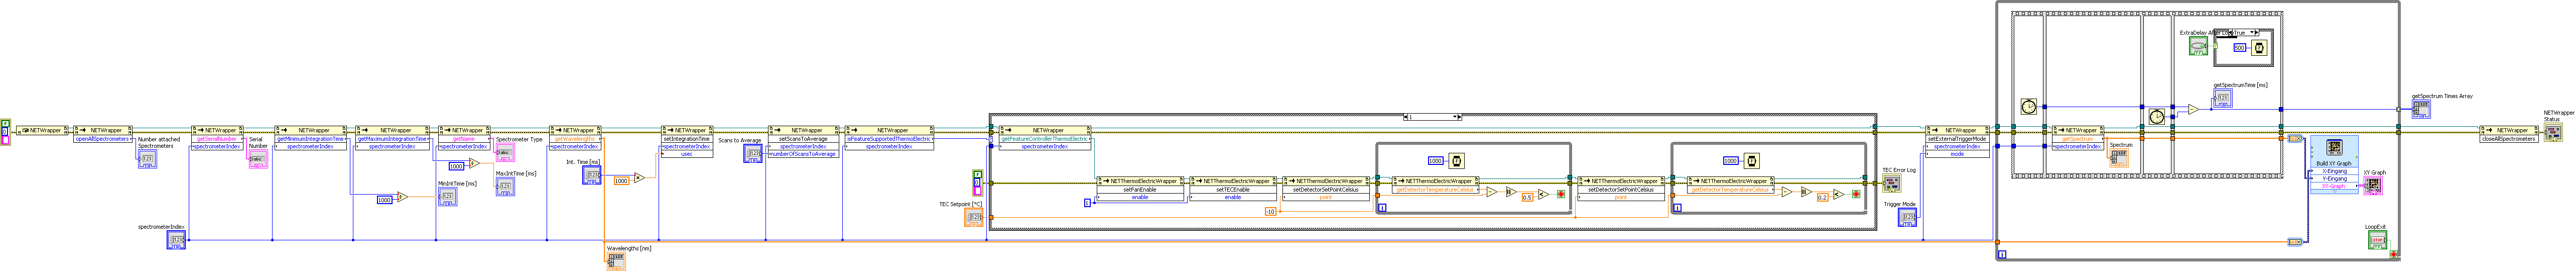 NETWrapper
NETWrapper
openAllSpectrometers
Number attached
Spectrometers
NETWrapper
getSerialNumber
spectrometerIndex
Serial
Number
NETWrapper
getMinimumIntegrationTime
spectrometerIndex
NETWrapper
getMaximumIntegrationTime
spectrometerIndex
NETWrapper
getName
spectrometerIndex
Spectrometer Type
1000
MaxIntTime [ms]
1000
MinIntTime [ms]
NETWrapper
getWavelengths
spectrometerIndex
Int. Time [ms]
1000
NETWrapper
setIntegrationTime
spectrometerIndex
usec
Scans to Average
NETWrapper
setScansToAverage
spectrometerIndex
numberOfScansToAverage
NETWrapper
isFeatureSupportedThermoElectric
spectrometerIndex
spectrometerIndex
Wavelengths [nm]
1
NETWrapper
getFeatureControllerThermoElectric
spectrometerIndex
TEC Setpoint [°C]
NETThermoElectricWrapper
setFanEnable
enable
1
NETThermoElectricWrapper
setTECEnable
enable
NETThermoElectricWrapper
setDetectorSetPointCelsius
point
-10
1000
NETThermoElectricWrapper
getDetectorTemperatureCelsius
0.5
i
NETThermoElectricWrapper
setDetectorSetPointCelsius
point
1000
NETThermoElectricWrapper
getDetectorTemperatureCelsius
0.2
i
TEC Error Log
NETWrapper
setExternalTriggerMode
spectrometerIndex
mode
Trigger Mode
NETWrapper
getSpectrum
spectrometerIndex
Spectrum
True
500
getSpectrumTime [ms]
Build XY Graph
X-Eingang
Y-Eingang
XY-Graph
XY Graph
LoopExit
STOP
i
getSpectrum Times Array
NETWrapper
closeAllSpectrometers
NETWrapper
Status